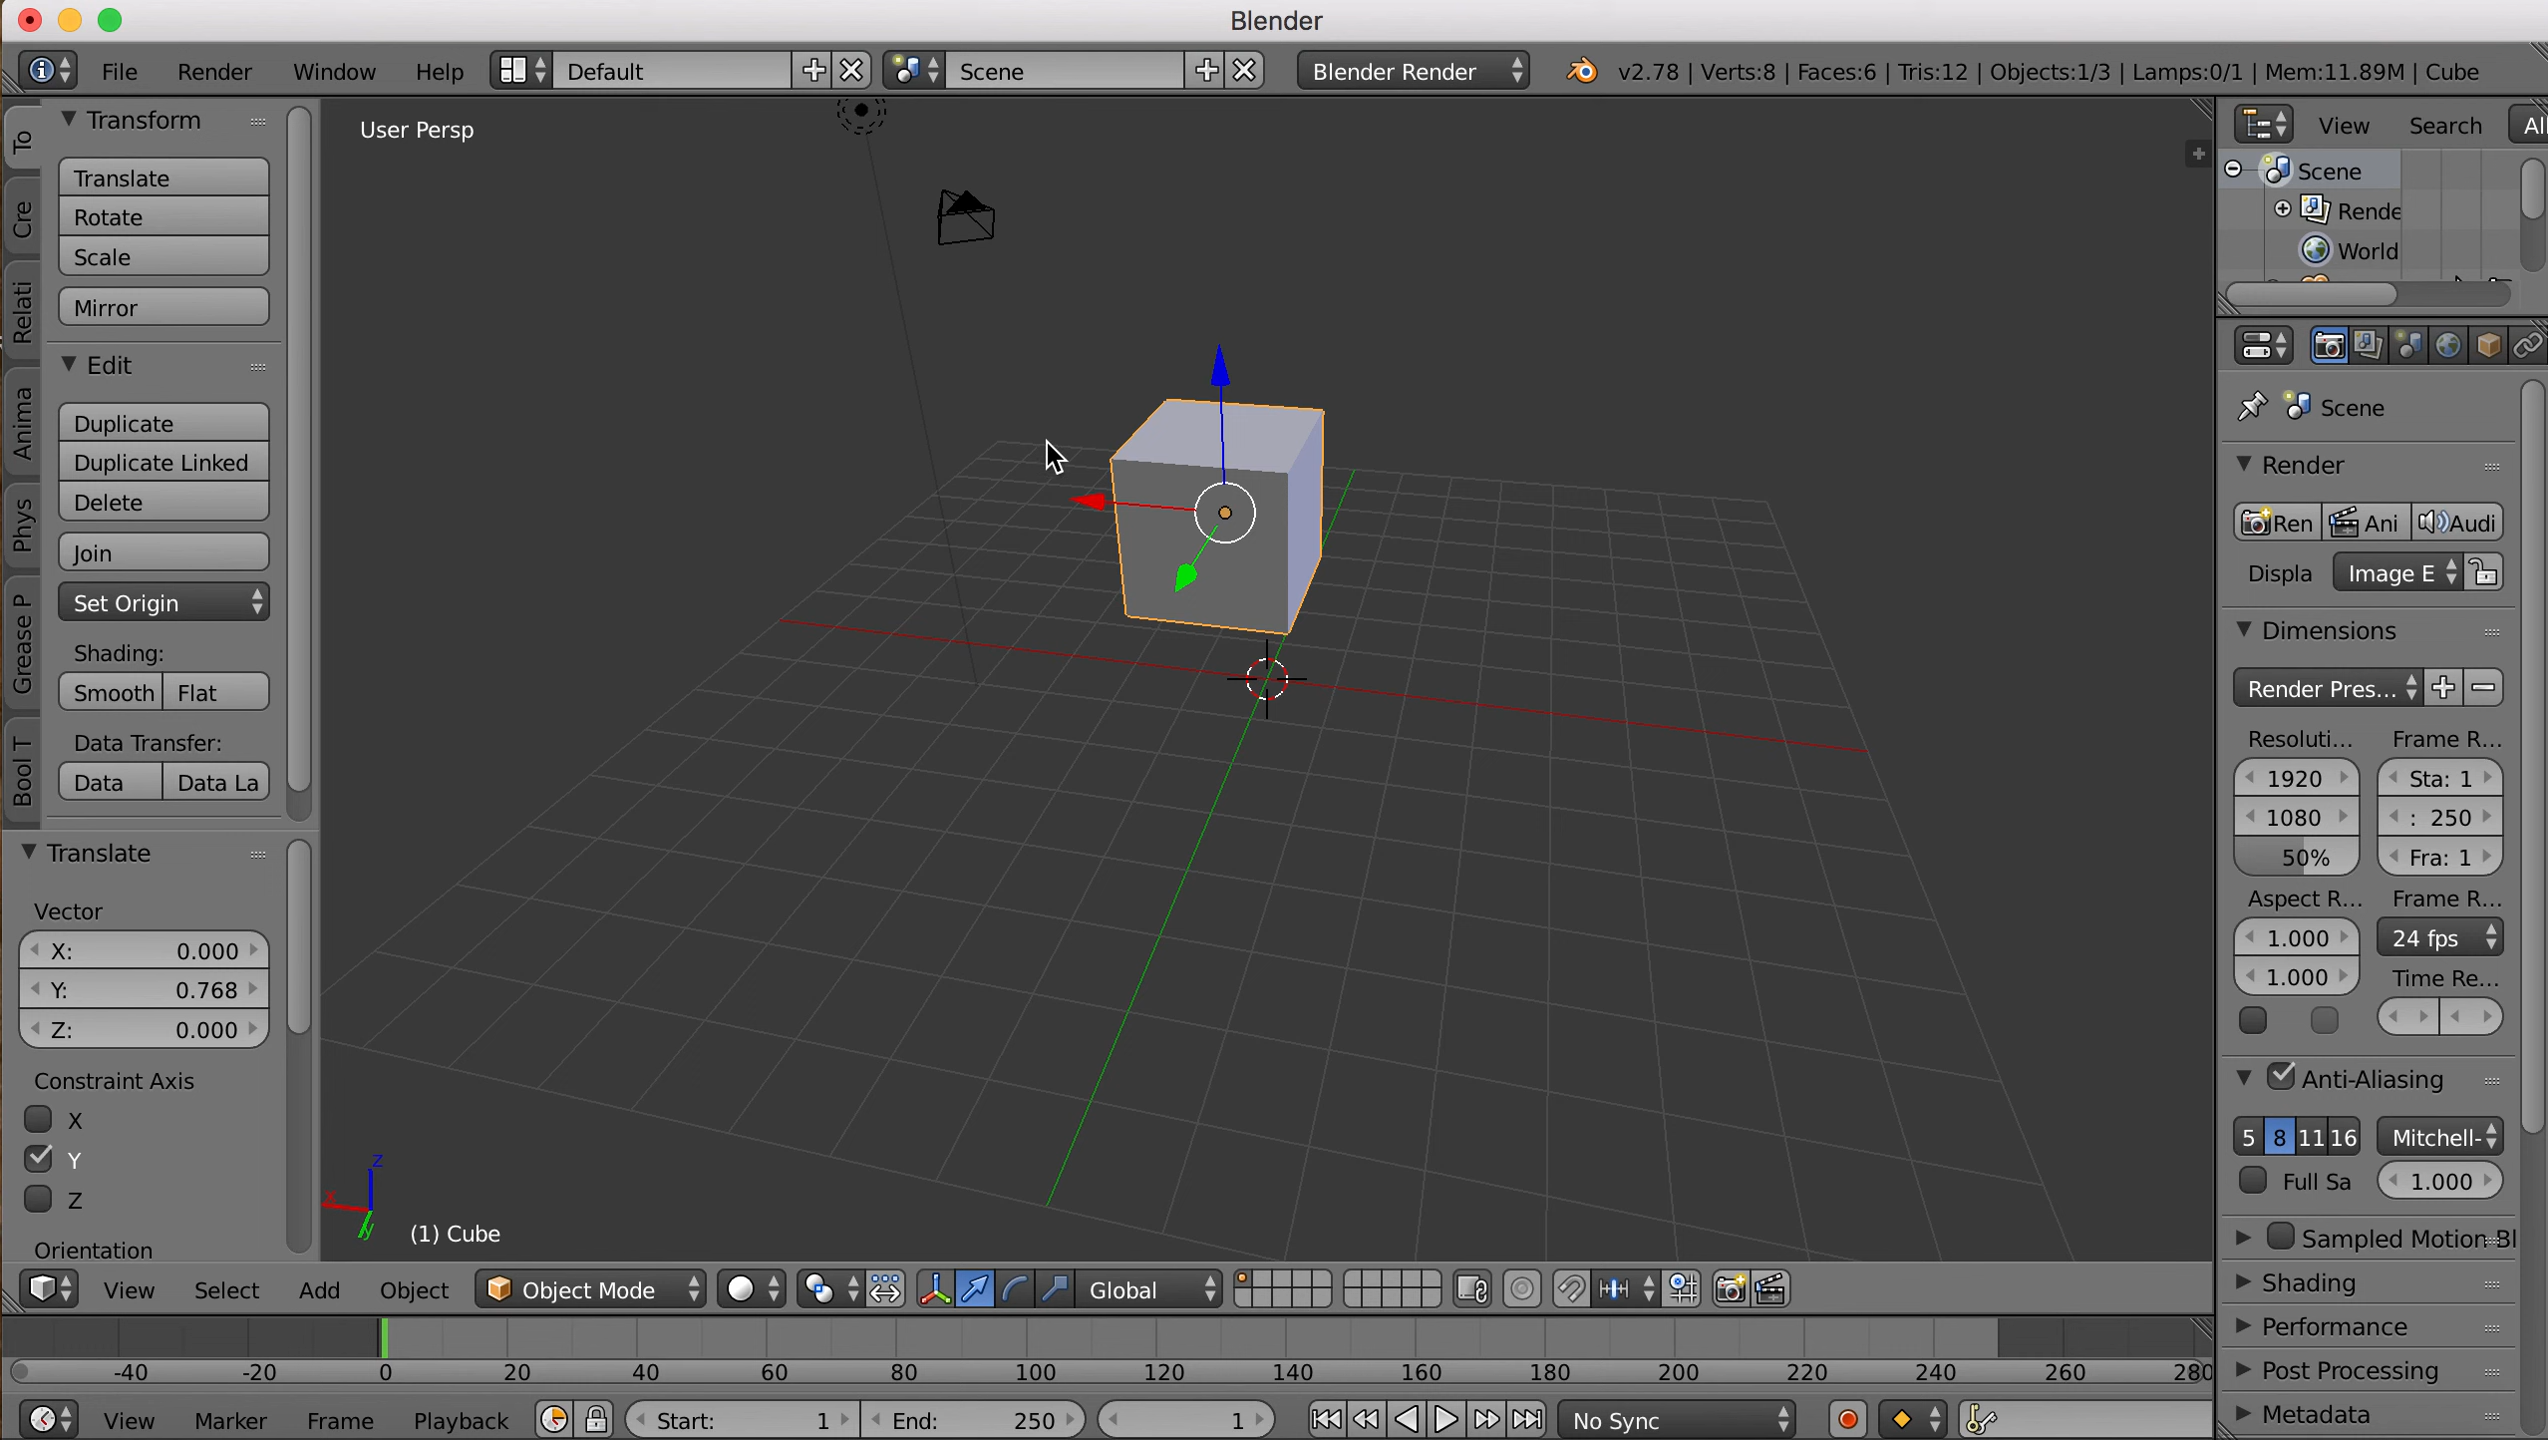 Blender
File Render Window Help Default Scene Blender Render v2.78 | Verts:8 | Faces:6 | Tris:12 | Objects:1/3 | Lamps:0/1 | Mem:11.89M | Cube
To
Cre
Relati
Anima
Phys
Grease P
Bool T
Transform
Translate
Rotate
Scale
Mirror
Edit
Duplicate
Duplicate Linked
Delete
Join
Set Origin
Shading:
Smooth Flat
Data Transfer:
Data Data La
Translate
Vector
X: 0.000
Y: 0.768
Z: 0.000
Constraint Axis
X
Y
Z
Orientation
User Persp
z
x
y
(1) Cube
View Select Add Object Object Mode Global
-40 -20 0 20 40 60 80 100 120 140 160 180 200 220 240 260 280
View Marker Frame Playback Start: 1 End: 250 1 No Sync
View Search All
Scene
Rende
World
Scene
Render
Ren Ani Audi
Displa Image E
Dimensions
Render Pres...
Resoluti... Frame R...
1920 Sta: 1
1080 : 250
50% Fra: 1
Aspect R... Frame R...
1.000 24 fps
1.000 Time Re...
Anti-Aliasing
5 8 11 16 Mitchell-
Full Sa 1.000
Sampled Motion Bl
Shading
Performance
Post Processing
Metadata